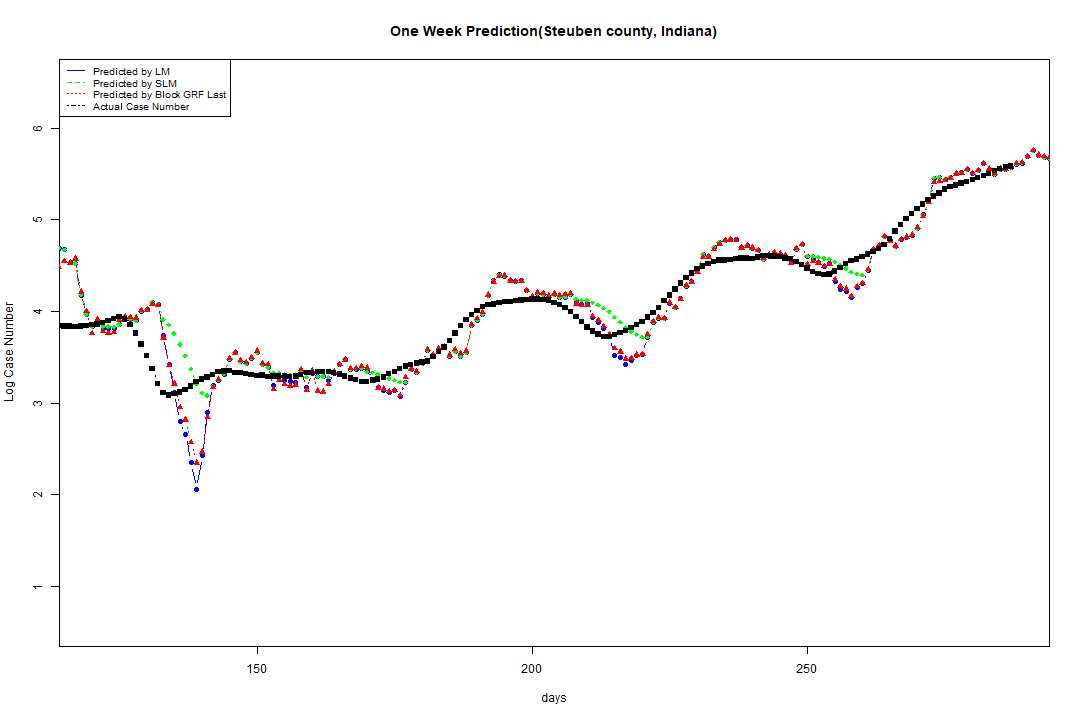 One Week Prediction(Steuben county, Indiana)
Predicted by LM
Predicted by SLM
Predicted by Block GRF Last
Actual Case Number
Log Case Number
6
5
4
3
2
1
150
200
250
days